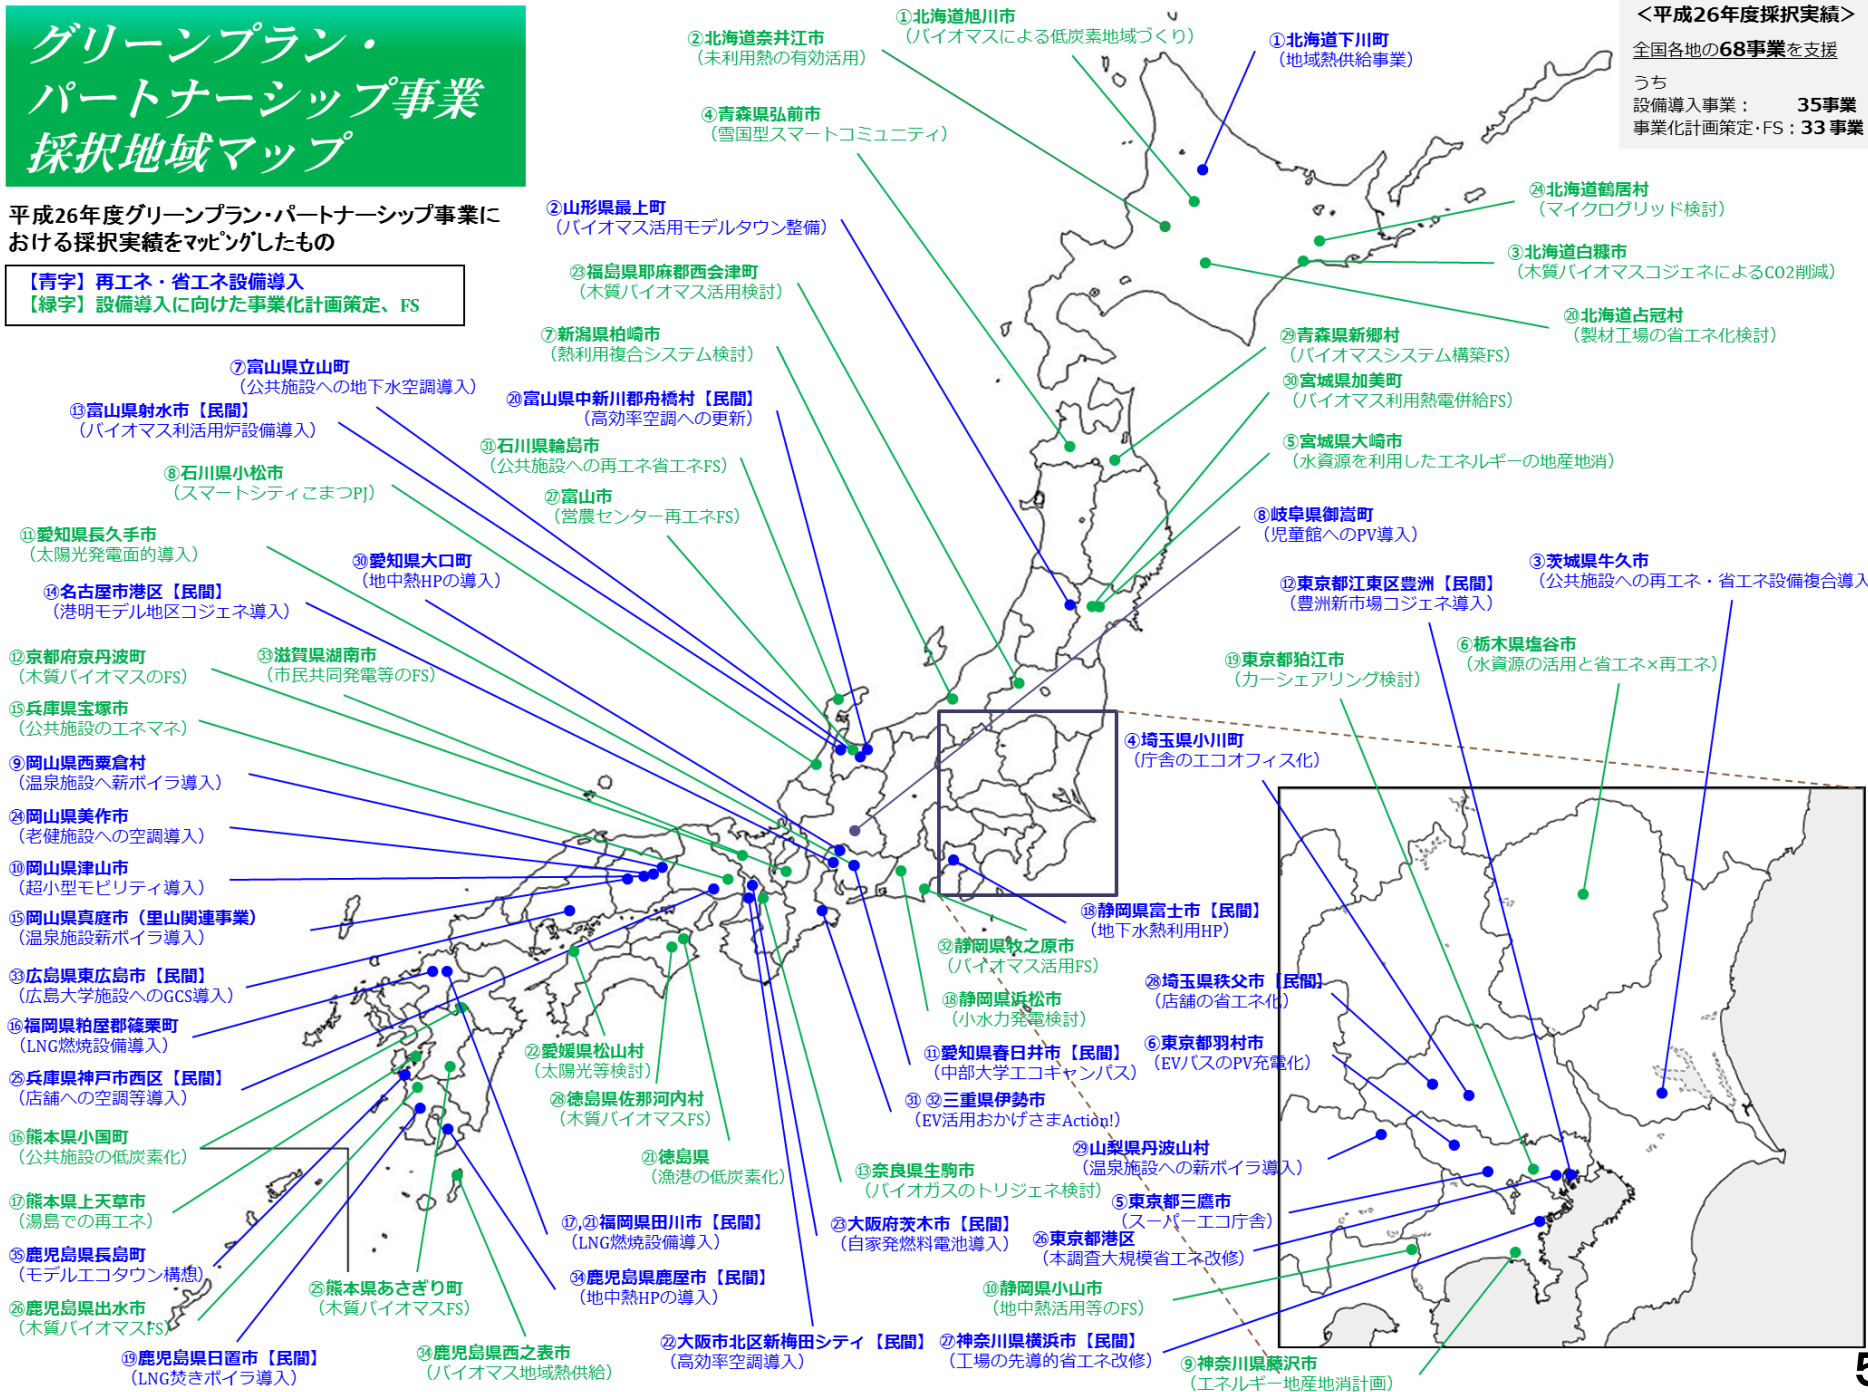 グリーンプラン・
パートナーシップ事業
採択地域マップ
平成26年度グリーンプラン・パートナーシップ事業に
おける採択実績をマッピングしたもの
【青字】再エネ・省エネ設備導入
【緑字】設備導入に向けた事業化計画策定、FS
＜平成26年度採択実績＞
全国各地の68事業を支援
うち
設備導入事業： 35事業
事業化計画策定・FS：33事業
①北海道旭川市
（バイオマスによる低炭素地域づくり）
②北海道奈井江市
（未利用熱の有効活用）
①北海道下川町
（地域熱供給事業）
④青森県弘前市
（雪国型スマートコミュニティ）
㉔北海道鶴居村
（マイクログリッド検討）
③北海道白糠市
（木質バイオマスコジェネによるCO2削減）
⑳北海道占冠村
（製材工場の省エネ化検討）
②山形県最上町
（バイオマス活用モデルタウン整備）
㉓福島県耶麻郡西会津町
（木質バイオマス活用検討）
⑦新潟県柏崎市
（熱利用複合システム検討）
㉙青森県新郷村
（バイオマスシステム構築FS）
㉚宮城県加美町
（バイオマス利用熱電併給FS）
⑤宮城県大崎市
（水資源を利用したエネルギーの地産地消）
⑦富山県立山町
（公共施設への地下水空調導入）
⑬富山県射水市【民間】
（バイオマス利活用炉設備導入）
⑳富山県中新川郡舟橋村【民間】
（高効率空調への更新）
㉛石川県輪島市
（公共施設への再エネ省エネFS）
⑧石川県小松市
（スマートシティこまつPJ）
㉗富山市
（営農センター再エネFS）
⑧岐阜県御嵩町
（児童館へのPV導入）
⑪愛知県長久手市
（太陽光発電面的導入）
㉚愛知県大口町
（地中熱HPの導入）
⑭名古屋市港区【民間】
（港明モデル地区コジェネ導入）
③茨城県牛久市
（公共施設への再エネ・省エネ設備複合導入
⑫東京都江東区豊洲【民間】
（豊洲新市場コジェネ導入）
⑥栃木県塩谷市
（水資源の活用と省エネ×再エネ）
⑲東京都狛江市
（カーシェアリング検討）
⑫京都府京丹波町
（木質バイオマスのFS）
㉝滋賀県湖南市
（市民共同発電等のFS）
⑮兵庫県宝塚市
（公共施設のエネマネ）
④埼玉県小川町
（庁舎のエコオフィス化）
⑨岡山県西粟倉村
（温泉施設へ薪ボイラ導入）
㉔岡山県美作市
（老健施設への空調導入）
⑩岡山県津山市
（超小型モビリティ導入）
⑮岡山県真庭市（里山関連事業）
（温泉施設薪ボイラ導入）
㉝広島県東広島市【民間】
（広島大学施設へのGCS導入）
⑯福岡県粕屋郡篠栗町
（LNG燃焼設備導入）
㉕兵庫県神戸市西区【民間】
（店舗への空調等導入）
⑯熊本県小国町
（公共施設の低炭素化）
⑰熊本県上天草市
（湯島での再エネ）
㉟鹿児島県長島町
（モデルエコタウン構想）
㉖鹿児島県出水市
（木質バイオマスFS）
⑲鹿児島県日置市【民間】
（LNG焚きボイラ導入）
㉕熊本県あさぎり町
（木質バイオマスFS）
㉞鹿児島県西之表市
（バイオマス地域熱供給）
⑱静岡県富士市【民間】
（地下水熱利用HP）
㉜静岡県牧之原市
（バイオマス活用FS）
⑱静岡県浜松市
（小水力発電検討）
⑪愛知県春日井市【民間】
（中部大学エコキャンパス）
㉛㉜三重県伊勢市
（EV活用おかげさまAction!）
㉒愛媛県松山村
（太陽光等検討）
㉘徳島県佐那河内村
（木質バイオマスFS）
㉑徳島県
（漁港の低炭素化）
⑬奈良県生駒市
（バイオガスのトリジェネ検討）
⑰,㉑福岡県田川市【民間】
（LNG燃焼設備導入）
㉞鹿児島県鹿屋市【民間】
（地中熱HPの導入）
㉓大阪府茨木市【民間】
（自家発燃料電池導入）
㉒大阪市北区新梅田シティ【民間】
（高効率空調導入）
㉘埼玉県秩父市【民間】
（店舗の省エネ化）
⑥東京都羽村市
（EVバスのPV充電化）
㉙山梨県丹波山村
（温泉施設への薪ボイラ導入）
⑤東京都三鷹市
（スーパーエコ庁舎）
㉖東京都港区
（本調査大規模省エネ改修）
⑩静岡県小山市
（地中熱活用等のFS）
㉗神奈川県横浜市【民間】
（工場の先導的省エネ改修）
⑨神奈川県藤沢市
（エネルギー地産地消計画）
5